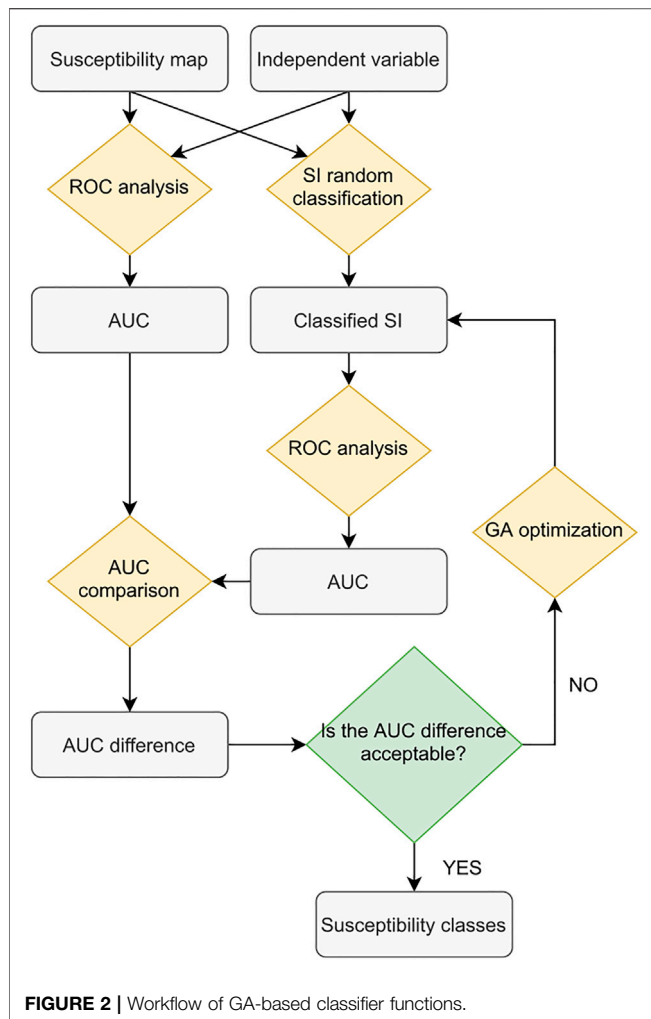 Susceptibility map
Independent variable
ROC analysis
SI random
classification
AUC
Classified SI
ROC analysis
GA optimization
AUC
comparison
AUC
NO
AUC difference
Is the AUC difference
acceptable?
YES
Susceptibility classes
FIGURE 2 | Workflow of GA-based classifier functions.